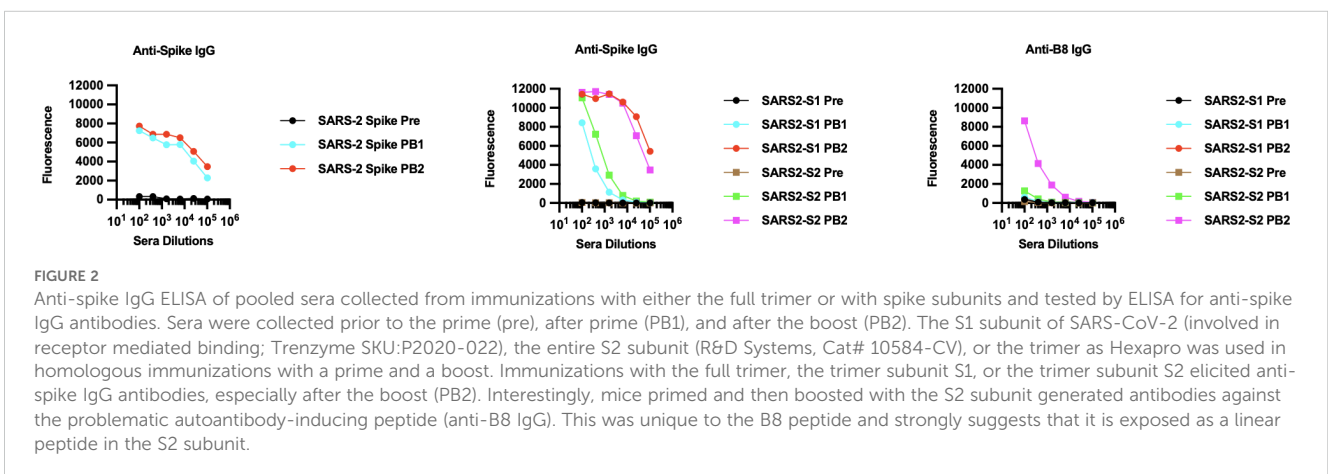 Anti-Spike IgG
12000
10000
8000
6000
4000
2000
0
Fluorescence
10¹ 10² 10³ 10⁴ 10⁵ 10⁶
Sera Dilutions
SARS-2 Spike Pre
SARS-2 Spike PB1
SARS-2 Spike PB2
Anti-Spike IgG
12000
10000
8000
6000
4000
2000
0
Fluorescence
10¹ 10² 10³ 10⁴ 10⁵ 10⁶
Sera Dilutions
SARS2-S1 Pre
SARS2-S1 PB1
SARS2-S1 PB2
SARS2-S2 Pre
SARS2-S2 PB1
SARS2-S2 PB2
Anti-B8 IgG
12000
10000
8000
6000
4000
2000
0
Fluorescence
10¹ 10² 10³ 10⁴ 10⁵ 10⁶
Sera Dilutions
SARS2-S1 Pre
SARS2-S1 PB1
SARS2-S1 PB2
SARS2-S2 Pre
SARS2-S2 PB1
SARS2-S2 PB2
FIGURE 2
Anti-spike IgG ELISA of pooled sera collected from immunizations with either the full trimer or with spike subunits and tested by ELISA for anti-spike
IgG antibodies. Sera were collected prior to the prime (pre), after prime (PB1), and after the boost (PB2). The S1 subunit of SARS-CoV-2 (involved in
receptor mediated binding; Trenzyme SKU:P2020-022), the entire S2 subunit (R&D Systems, Cat# 10584-CV), or the trimer as Hexapro was used in
homologous immunizations with a prime and a boost. Immunizations with the full trimer, the trimer subunit S1, or the trimer subunit S2 elicited anti-
spike IgG antibodies, especially after the boost (PB2). Interestingly, mice primed and then boosted with the S2 subunit generated antibodies against
the problematic autoantibody-inducing peptide (anti-B8 IgG). This was unique to the B8 peptide and strongly suggests that it is exposed as a linear
peptide in the S2 subunit.